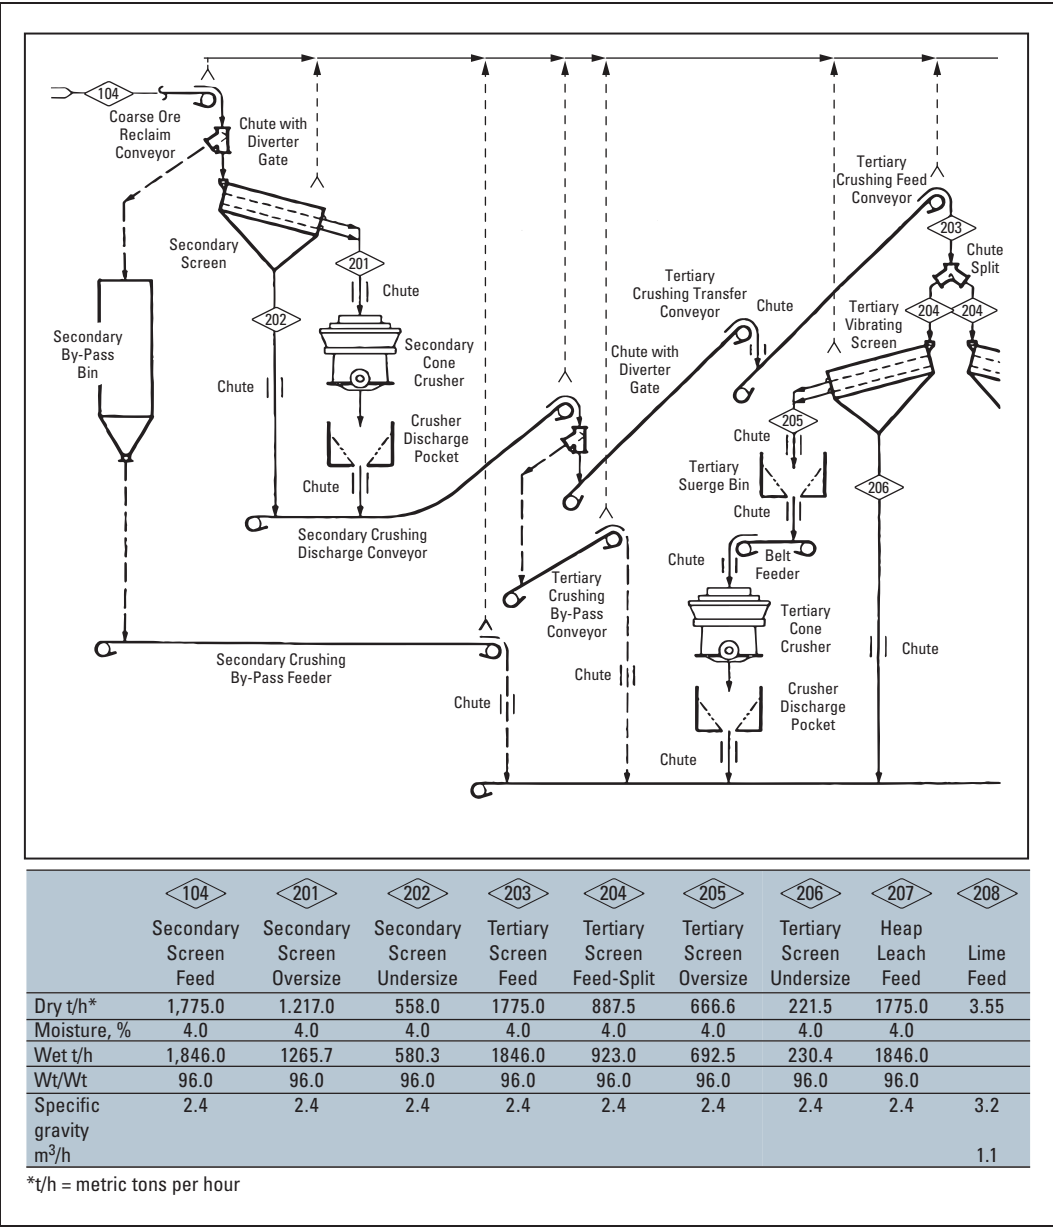 104
Coarse Ore
Reclaim
Conveyor
Chute with
Diverter
Gate
Secondary
Screen
201
Chute
202
Secondary
By-Pass
Bin
Secondary
Cone
Crusher
Chute
Crusher
Discharge
Pocket
Chute
Secondary Crushing
Discharge Conveyor
Secondary Crushing
By-Pass Feeder
Chute
Tertiary
Crushing Feed
Conveyor
203
Chute
Split
Tertiary
Crushing Transfer
Conveyor
Chute
Chute with
Diverter
Gate
Tertiary
Vibrating
Screen
204
204
205
Chute
Tertiary
Suerge Bin
Chute
206
Chute
Belt
Feeder
Tertiary
Crushing
By-Pass
Conveyor
Tertiary
Cone
Crusher
Chute
Chute
Crusher
Discharge
Pocket
Chute
104 201 202 203 204 205 206 207 208
Secondary Secondary Secondary Tertiary Tertiary Tertiary Tertiary Heap
Screen Screen Screen Screen Screen Screen Screen Leach Lime
Feed Oversize Undersize Feed Feed-Split Oversize Undersize Feed Feed
Dry t/h* 1,775.0 1.217.0 558.0 1775.0 887.5 666.6 221.5 1775.0 3.55
Moisture, % 4.0 4.0 4.0 4.0 4.0 4.0 4.0 4.0
Wet t/h 1,846.0 1265.7 580.3 1846.0 923.0 692.5 230.4 1846.0
Wt/Wt 96.0 96.0 96.0 96.0 96.0 96.0 96.0 96.0
Specific 2.4 2.4 2.4 2.4 2.4 2.4 2.4 2.4 3.2
gravity
m³/h 1.1
*t/h = metric tons per hour